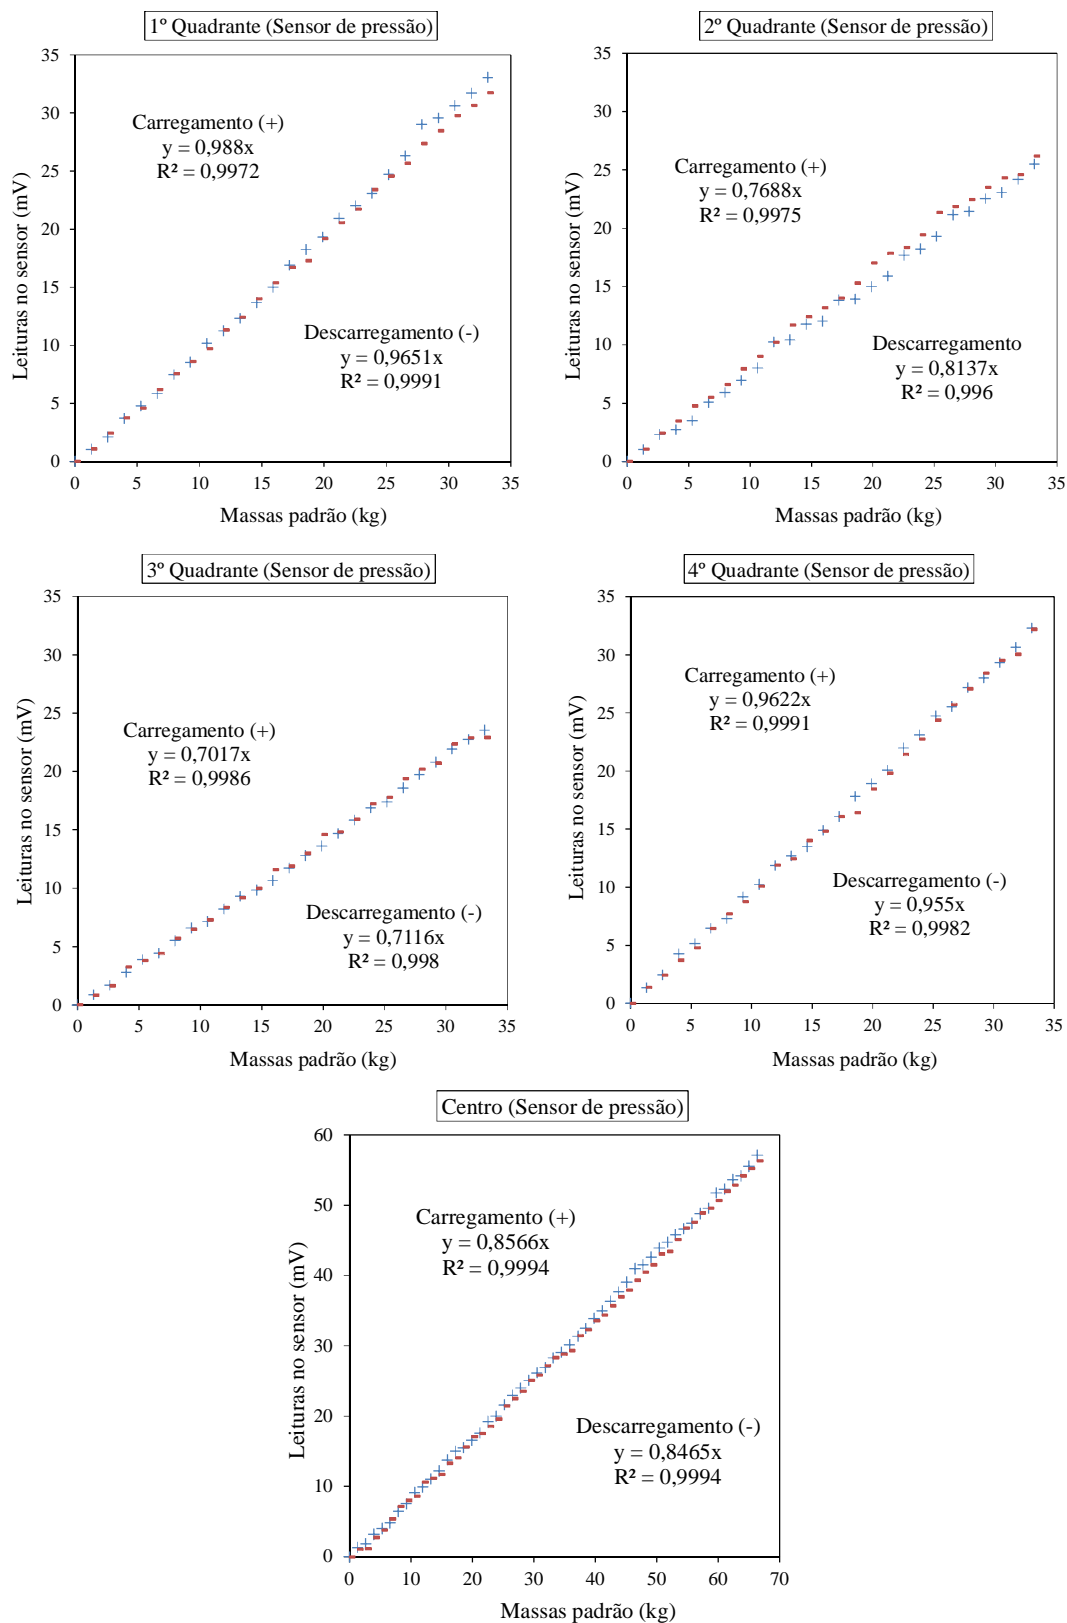 1º Quadrante (Sensor de pressão)
35
30
25
20
15
10
5
0
Leituras no sensor (mV)
Carregamento (+)
y = 0,988x
R² = 0,9972
Descarregamento (-)
y = 0,9651x
R² = 0,9991
0 5 10 15 20 25 30 35
Massas padrão (kg)
2º Quadrante (Sensor de pressão)
35
30
25
20
15
10
5
0
Leituras no sensor (mV)
Carregamento (+)
y = 0,7688x
R² = 0,9975
Descarregamento
y = 0,8137x
R² = 0,996
0 5 10 15 20 25 30 35
Massas padrão (kg)
3º Quadrante (Sensor de pressão)
35
30
25
20
15
10
5
0
Leituras no sensor (mV)
Carregamento (+)
y = 0,7017x
R² = 0,9986
Descarregamento (-)
y = 0,7116x
R² = 0,998
0 5 10 15 20 25 30 35
Massas padrão (kg)
4º Quadrante (Sensor de pressão)
35
30
25
20
15
10
5
0
Leituras no sensor (mV)
Carregamento (+)
y = 0,9622x
R² = 0,9991
Descarregamento (-)
y = 0,955x
R² = 0,9982
0 5 10 15 20 25 30 35
Massas padrão (kg)
Centro (Sensor de pressão)
60
50
40
30
20
10
0
Leituras no sensor (mV)
Carregamento (+)
y = 0,8566x
R² = 0,9994
Descarregamento (-)
y = 0,8465x
R² = 0,9994
0 10 20 30 40 50 60 70
Massas padrão (kg)